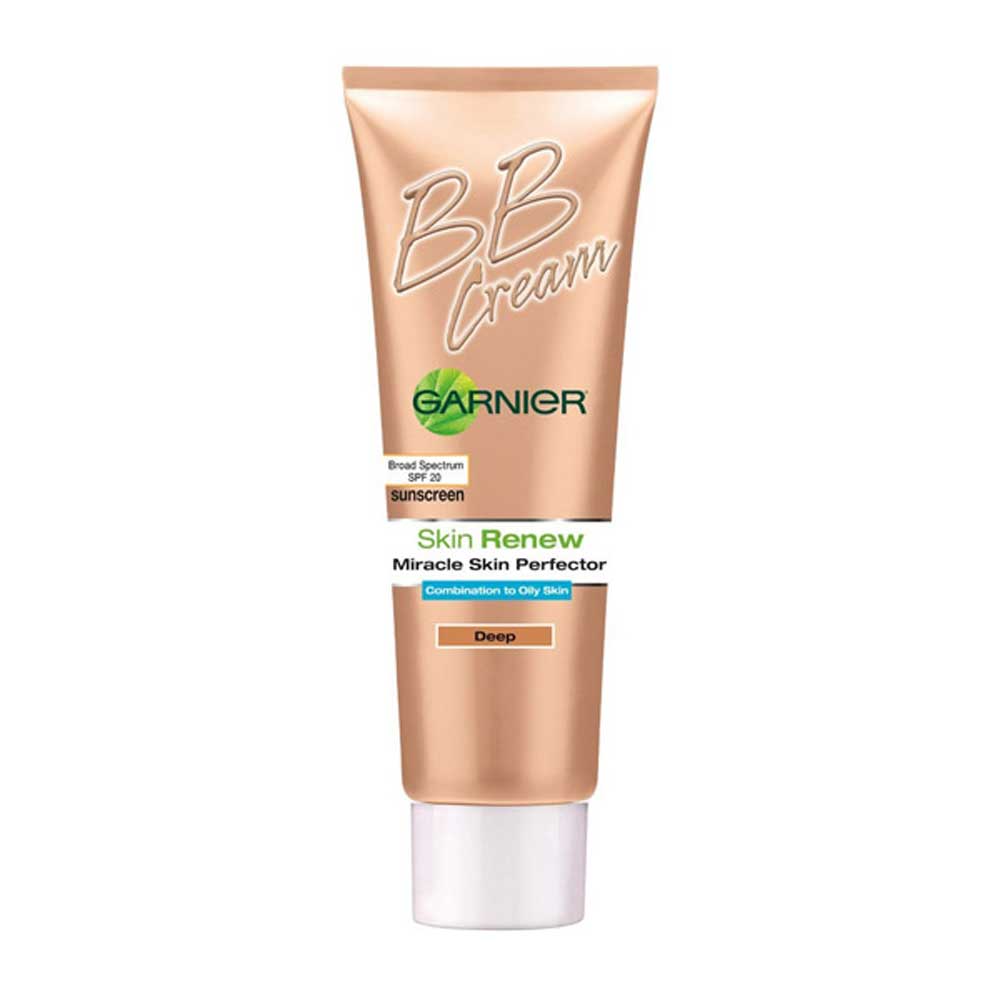 BB
Cream
GARNIER
Broad Spectrum
SPF 20
sunscreen
Skin Renew
Miracle Skin Perfector
Combination to Oily Skin
Deep